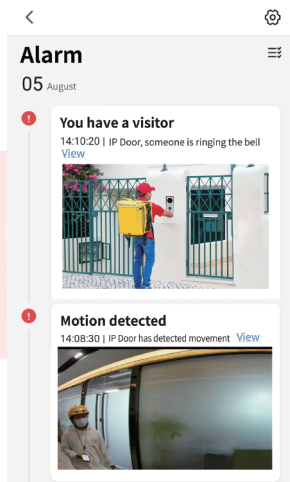 Alarm
05 August
You have a visitor
14:10:20 | IP Door, someone is ringing the bell
View
Motion detected
14:08:30 | IP Door has detected movement View